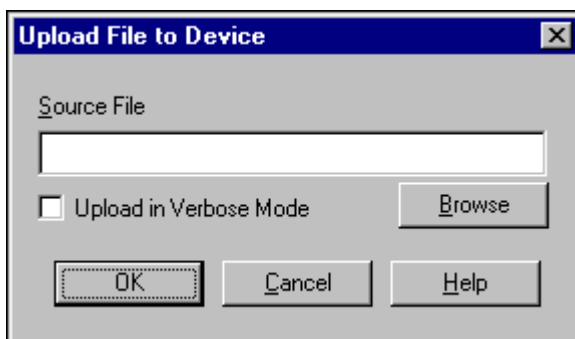 Upload File to Device
Source File
Upload in Verbose Mode
Browse
OK
Cancel
Help